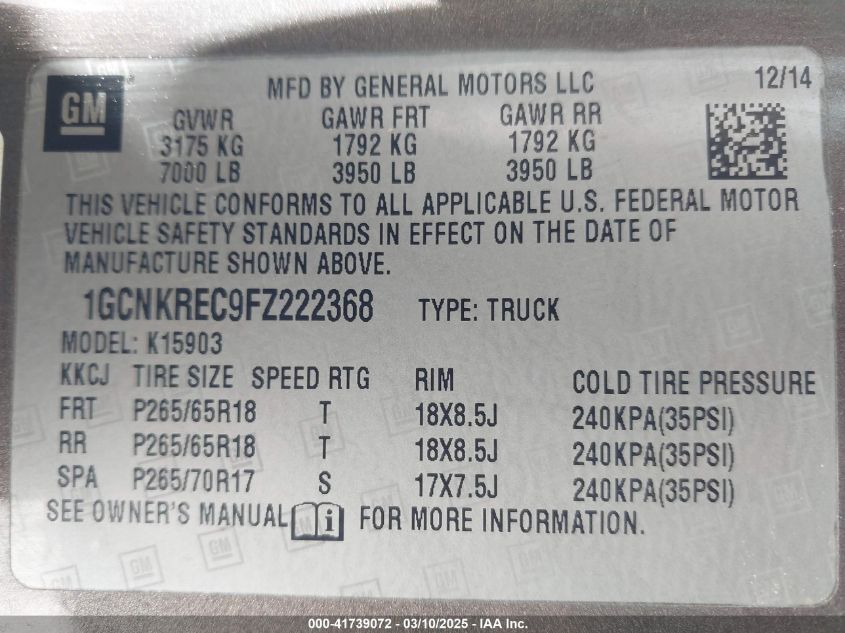 GM
MFD BY GENERAL MOTORS LLC 12/14
GVWR GAWR FRT GAWR RR
3175 KG 1792 KG 1792 KG
7000 LB 3950 LB 3950 LB
THIS VEHICLE CONFORMS TO ALL APPLICABLE U.S. FEDERAL MOTOR
VEHICLE SAFETY STANDARDS IN EFFECT ON THE DATE OF
MANUFACTURE SHOWN ABOVE.
1GCNKREC9FZ222368 TYPE: TRUCK
MODEL: K15903
KKCJ TIRE SIZE SPEED RTG RIM COLD TIRE PRESSURE
FRT P265/65R18 T 18X8.5J 240KPA(35PSI)
RR P265/65R18 T 18X8.5J 240KPA(35PSI)
SPA P265/70R17 S 17X7.5J 240KPA(35PSI)
SEE OWNER'S MANUAL i FOR MORE INFORMATION.
000-41739072 - 03/10/2025 - IAA Inc.